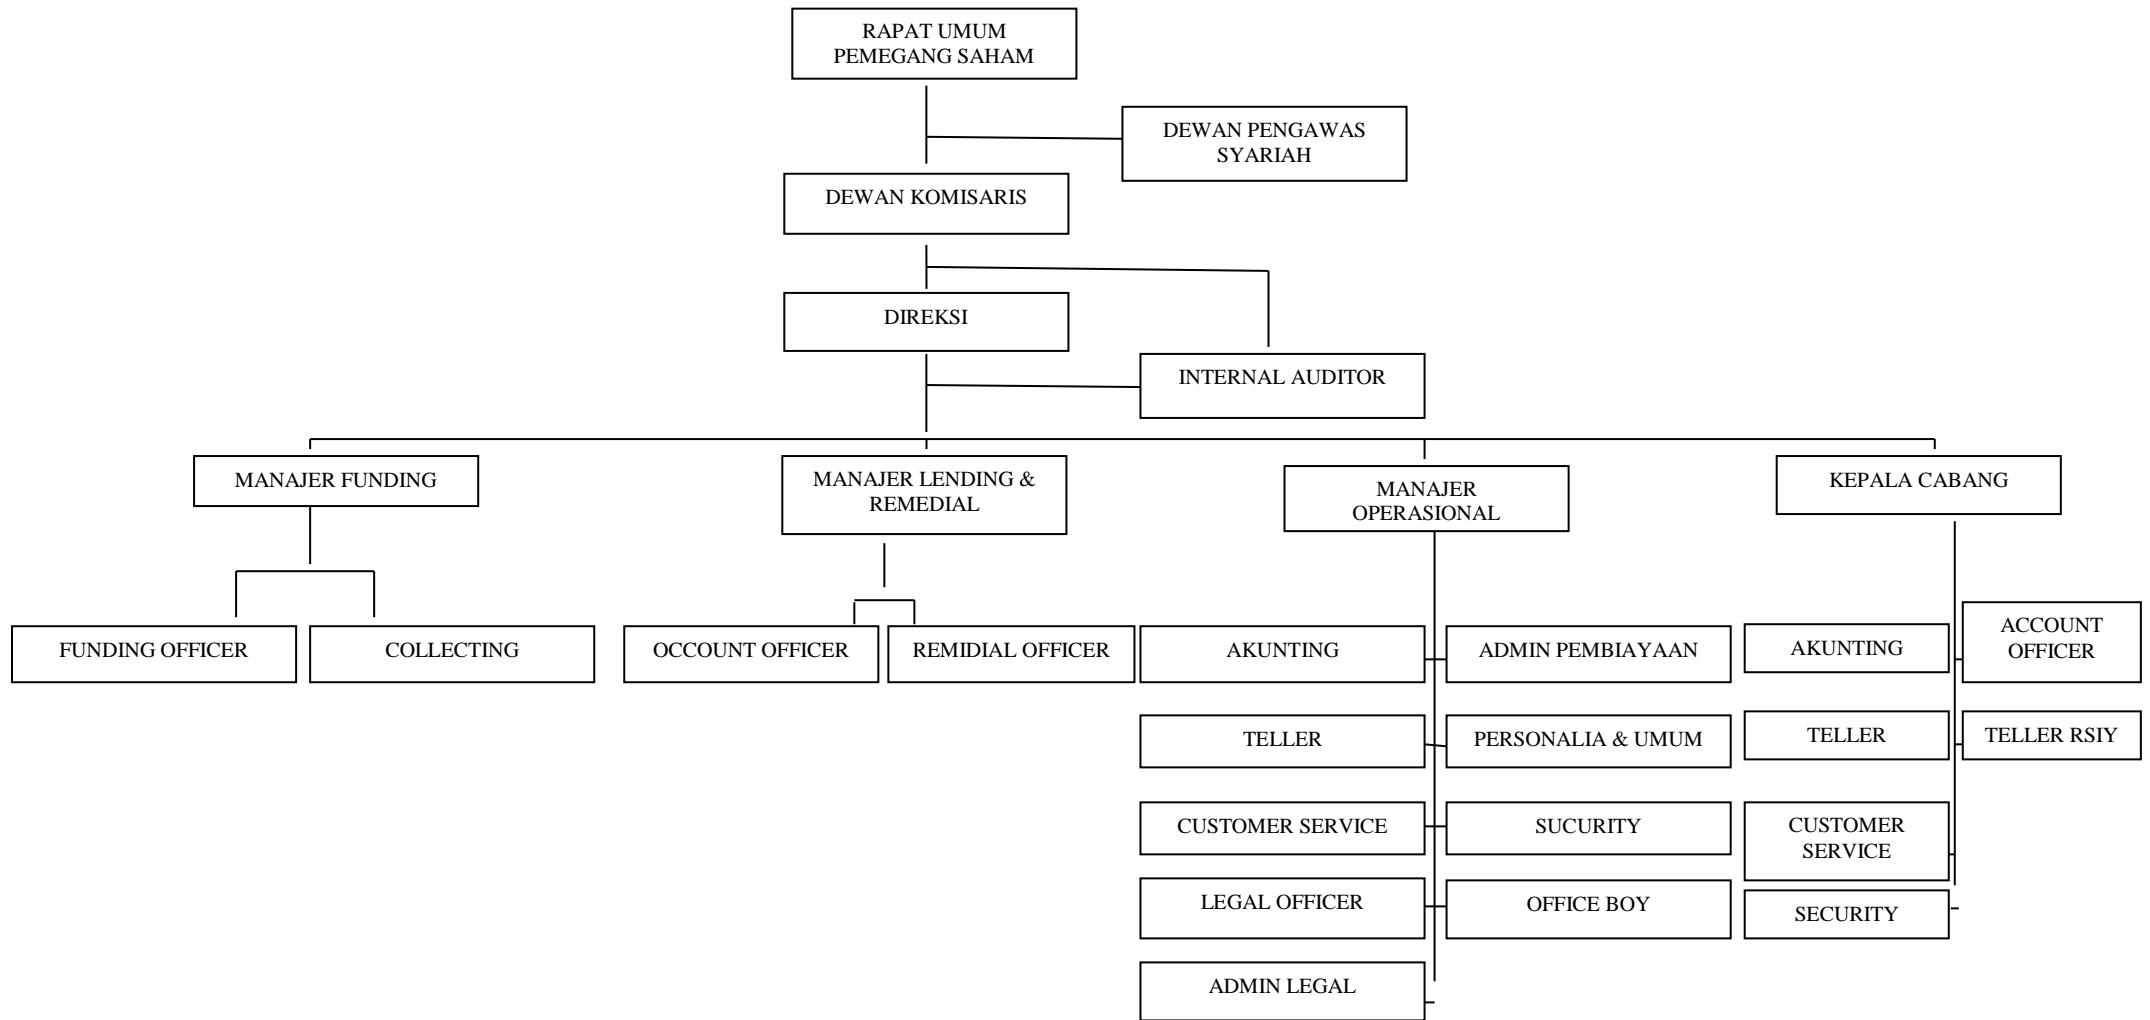 RAPAT UMUM
PEMEGANG SAHAM
DEWAN PENGAWAS
SYARIAH
DEWAN KOMISARIS
DIREKSI
INTERNAL AUDITOR
MANAJER FUNDING
MANAJER LENDING &
REMEDIAL
MANAJER
OPERASIONAL
KEPALA CABANG
FUNDING OFFICER
COLLECTING
OCCOUNT OFFICER
REMIDIAL OFFICER
AKUNTING
ADMIN PEMBIAYAAN
AKUNTING
ACCOUNT
OFFICER
TELLER
PERSONALIA & UMUM
TELLER
TELLER RSIY
CUSTOMER SERVICE
SUCURITY
CUSTOMER
SERVICE
LEGAL OFFICER
OFFICE BOY
SECURITY
ADMIN LEGAL